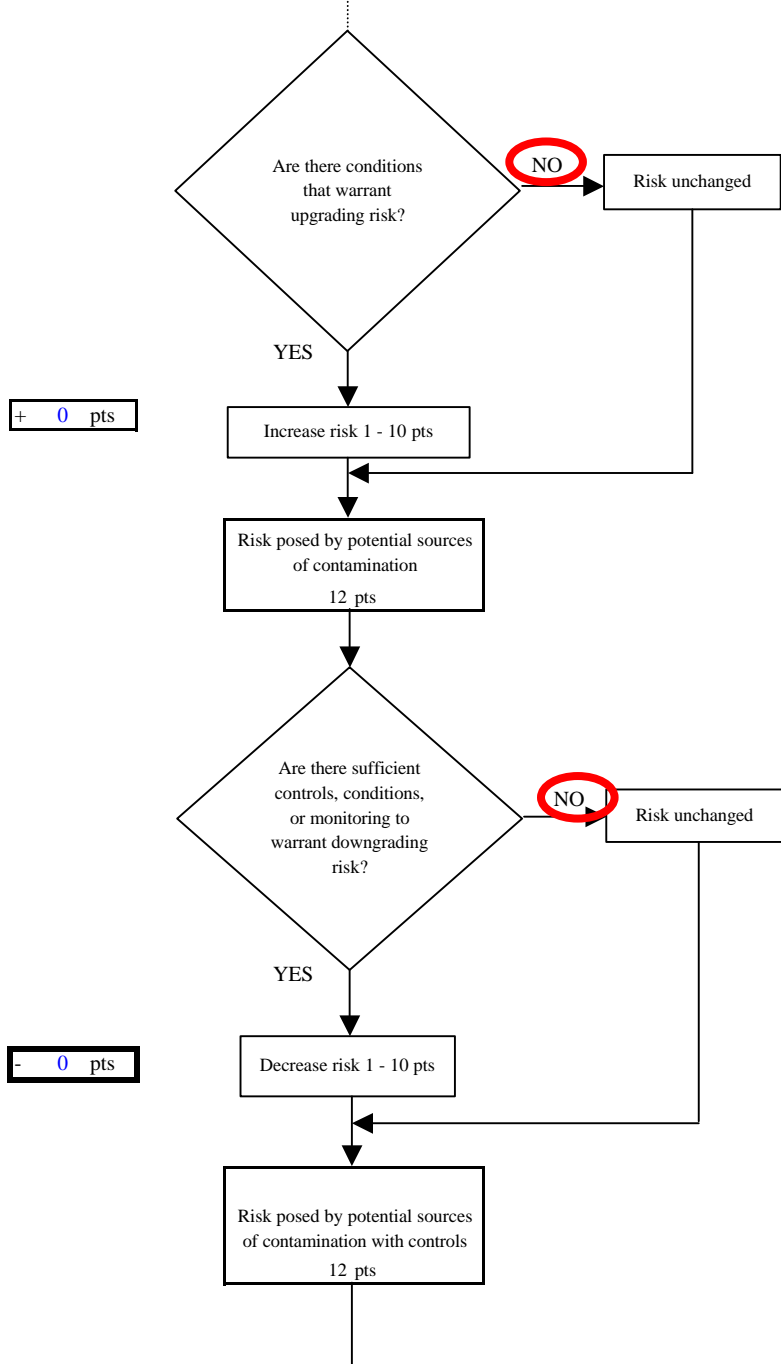 Are there conditions
that warrant
upgrading risk?
NO
Risk unchanged
YES
+ 0 pts
Increase risk 1 - 10 pts
Risk posed by potential sources
of contamination
12 pts
Are there sufficient
controls, conditions,
or monitoring to
warrant downgrading
risk?
NO
Risk unchanged
YES
- 0 pts
Decrease risk 1 - 10 pts
Risk posed by potential sources
of contamination with controls
12 pts